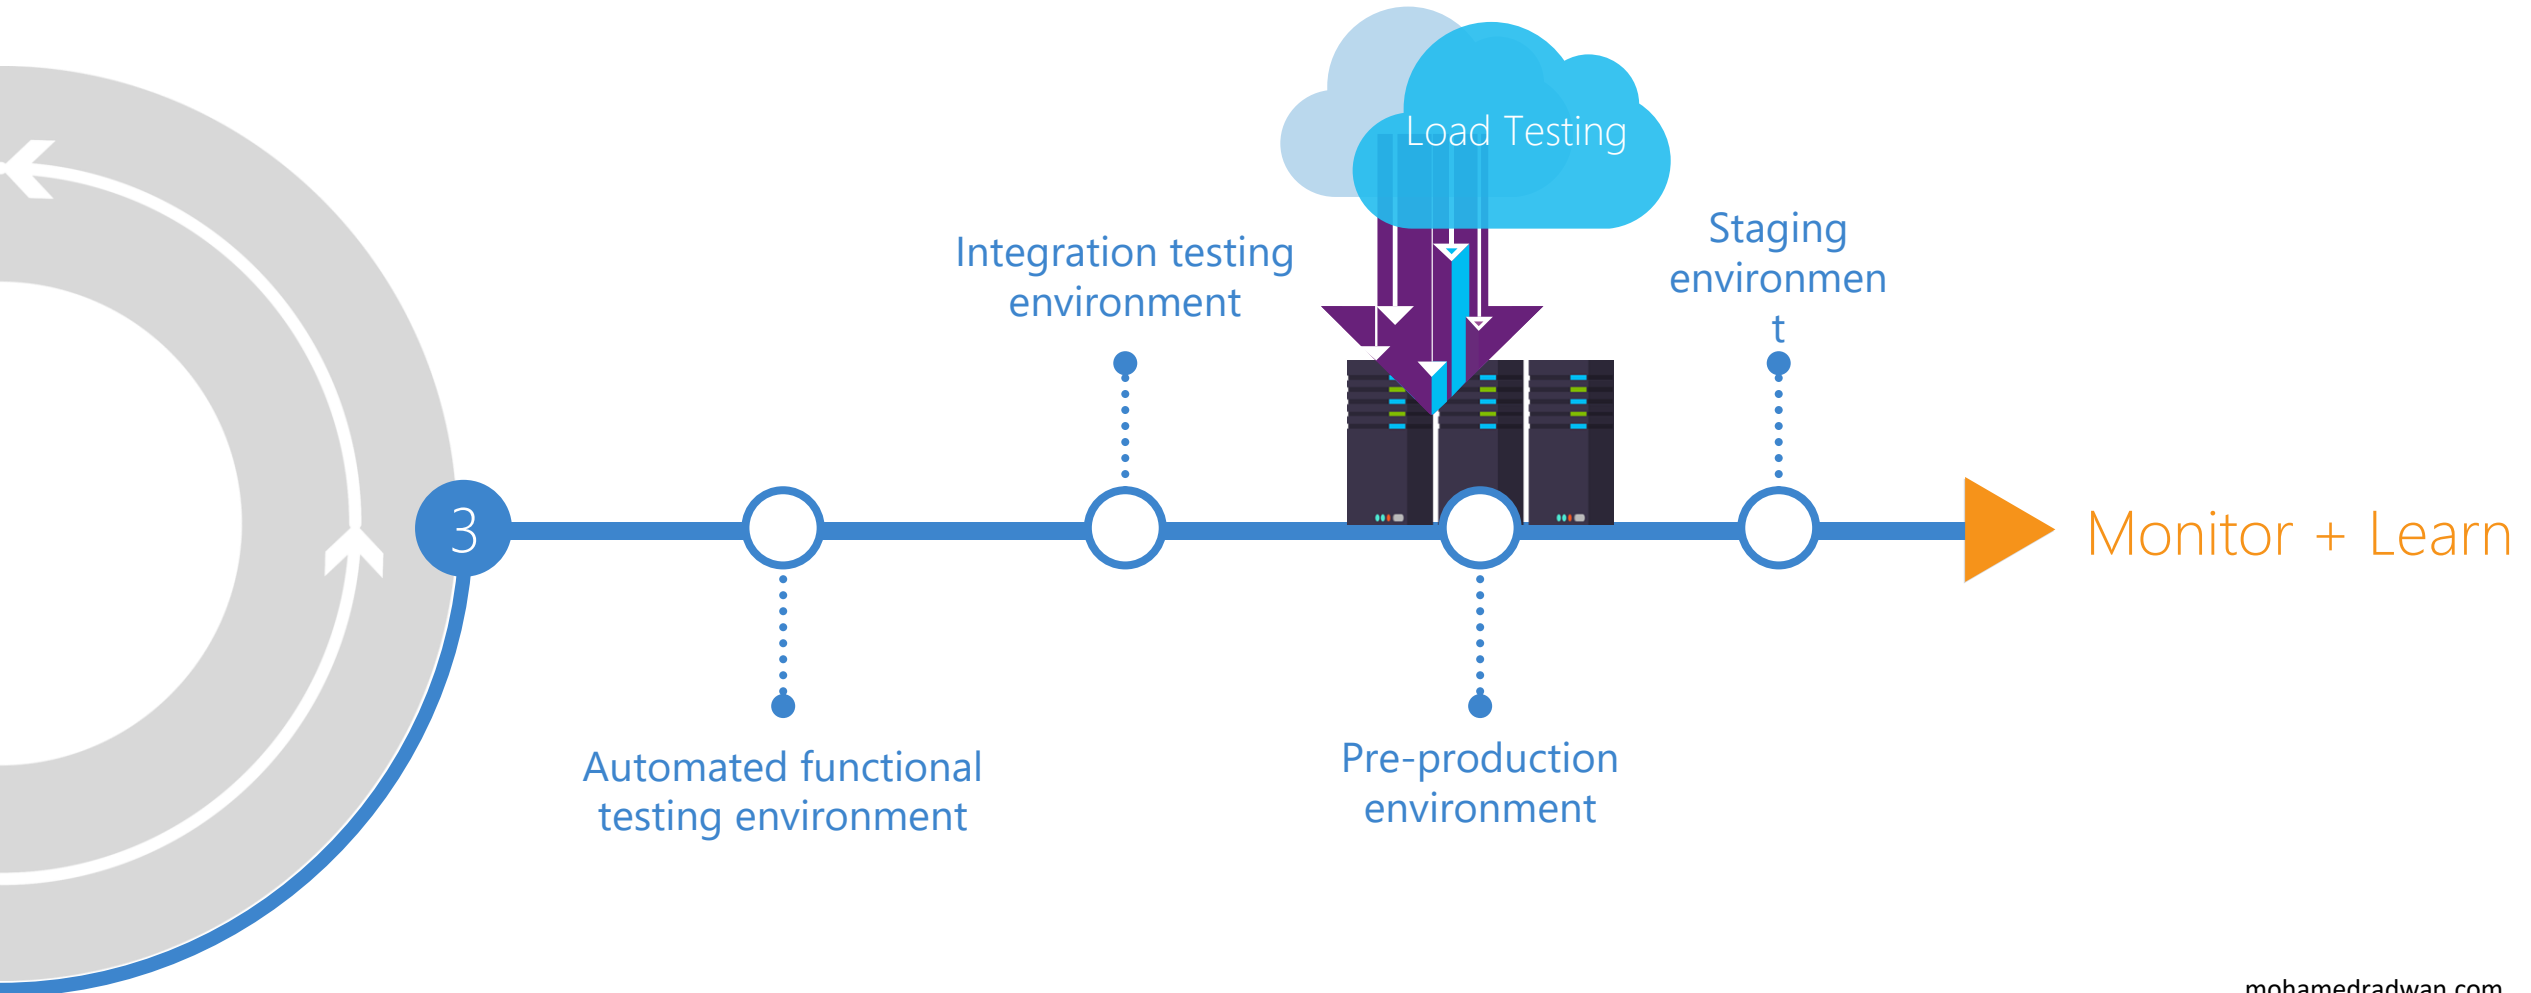 Load Testing
Integration testing
environment
Staging
environmen
t
3
Monitor + Learn
Automated functional
testing environment
Pre-production
environment
mohamedradwan.com